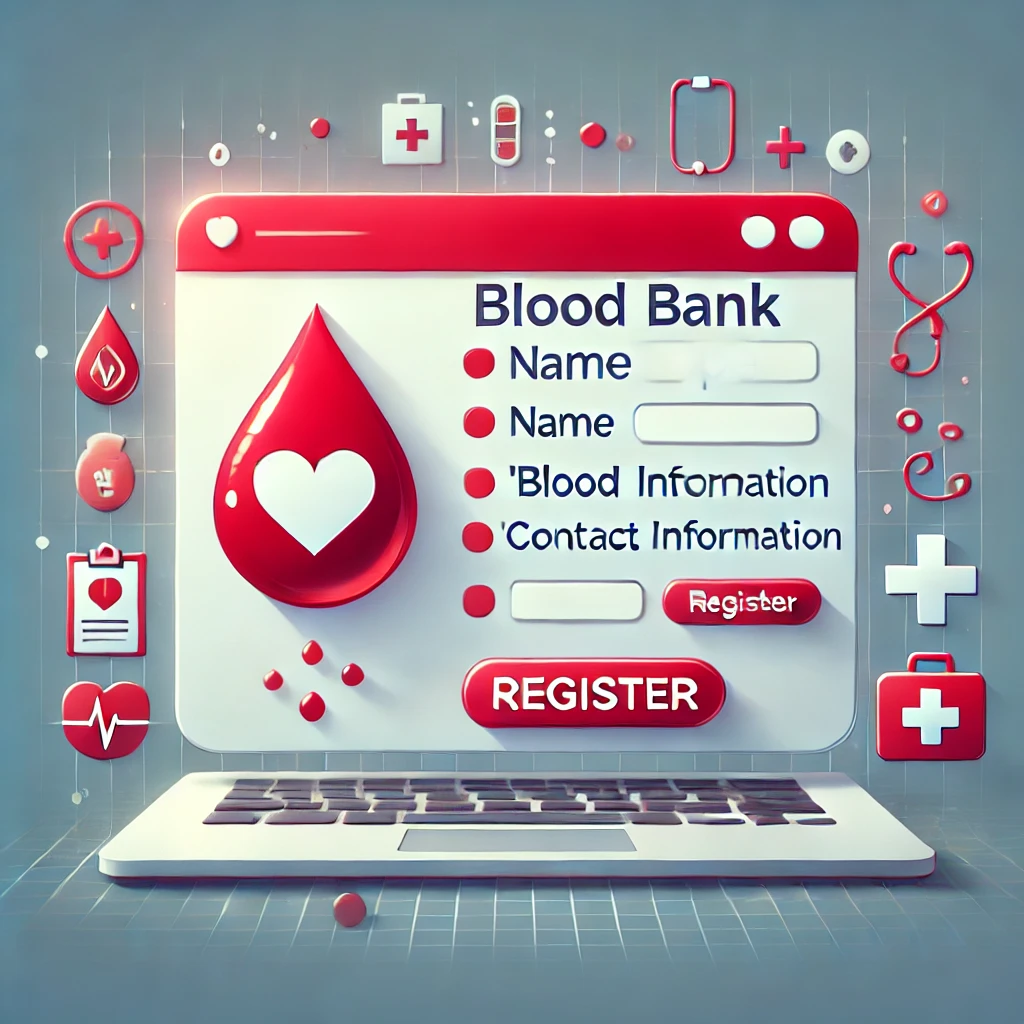 Blood Bank
Name
Name
'Blood Information
'Contact Information
Register
REGISTER